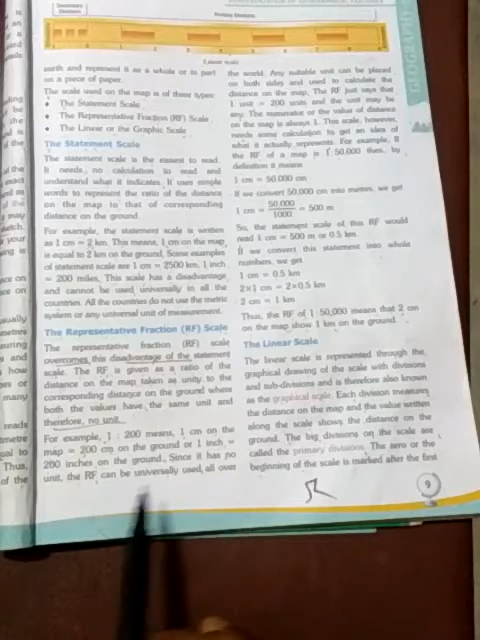 Secondary
Divisions
Primary Divisions
Linear scale
GEOGRAPHY
earth and represent it as a whole or in part
on a piece of paper.
The scale used on the map is of three types:
• The Statement Scale
• The Representative Fraction (RF) Scale
• The Linear or the Graphic Scale
The Statement Scale
The statement scale is the easiest to read.
It needs no calculation to read and
understand what it indicates. It uses simple
words to represent the ratio of the distance
on the map to that of corresponding
distance on the ground.
For example, the statement scale is written
as 1 cm = 2 km. This means, 1 cm on the map
is equal to 2 km on the ground. Some examples
of statement scale are 1 cm = 2500 km, 1 inch
= 200 miles. This scale has a disadvantage
and cannot be used universally in all the
countries. All the countries do not use the metric
system or any universal unit of measurement.
The Representative Fraction (RF) Scale
The representative fraction (RF) scale
overcomes this disadvantage of the statement
scale. The RF is given as a ratio of the
distance on the map taken as unity, to the
corresponding distance on the ground where
both the values have the same unit and
therefore, no unit.
For example, 1 : 200 means, 1 cm on the
map = 200 cm on the ground or 1 inch =
200 inches on the ground. Since it has no
unit, the RF can be universally used all over
the world. Any suitable unit can be placed
on both sides and used to calculate the
distance on the map. The RF just says that
1 unit = 200 units and the unit may be
any. The numerator or the value of distance
on the map is always 1. This scale, however,
needs some calculation to get an idea of
what it actually represents. For example, if
the RF of a map is 1:50,000 then, by
definition it means
1 cm = 50,000 cm
If we convert 50,000 cm into metres, we get
1 cm = 50,000/1000 = 500 m
So, the statement scale of this RF would
read 1 cm = 500 m or 0.5 km.
If we convert this statement into whole
numbers, we get
1 cm = 0.5 km
2×1 cm = 2×0.5 km
2 cm = 1 km
Thus, the RF of 1:50,000 means that 2 cm
on the map show 1 km on the ground.
The Linear Scale
The linear scale is represented through the
graphical drawing of the scale with divisions
and sub-divisions and is therefore also known
as the graphical scale. Each division measures
the distance on the map and the value written
along the scale shows the distance on the
ground. The big divisions on the scale are
called the primary divisions. The zero or the
beginning of the scale is marked after the first
9